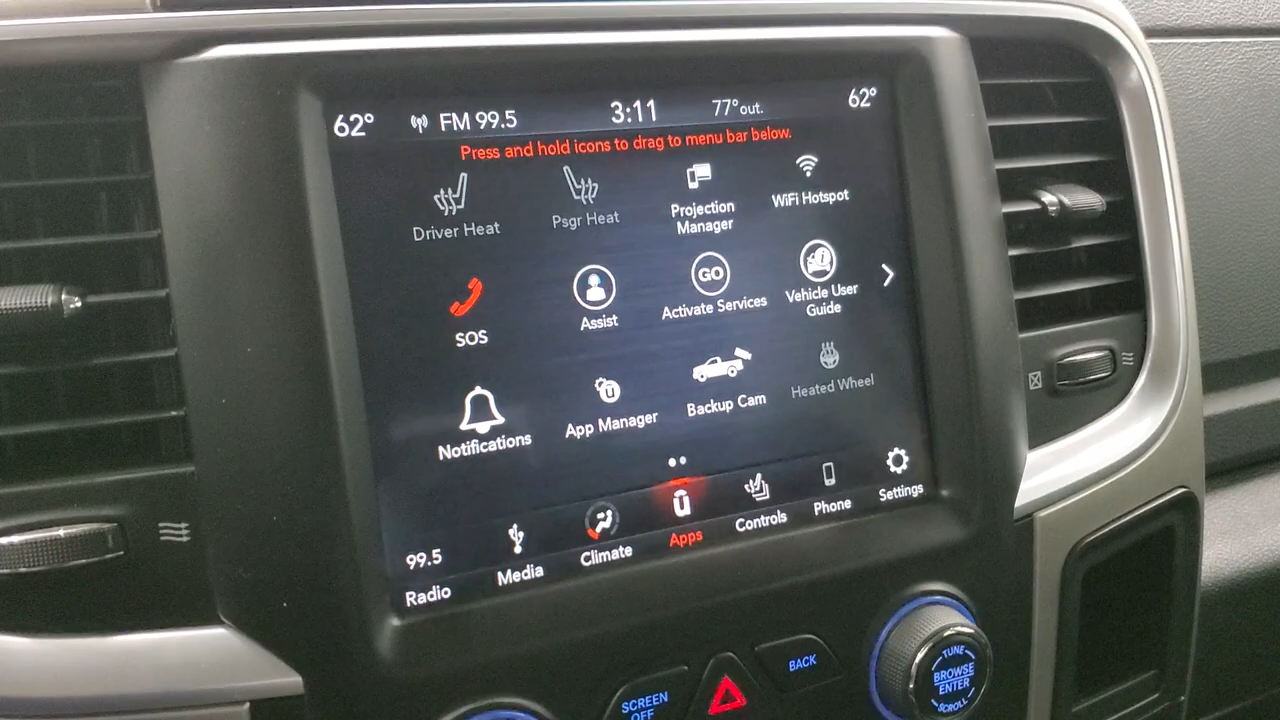 62° FM 99.5 3:11 77°out. 62°
Press and hold icons to drag to menu bar below.
Driver Heat
Psgr Heat
Projection
Manager
WiFi Hotspot
SOS
Assist
GO
Activate Services
Vehicle User
Guide
Notifications
App Manager
Backup Cam
Heated Wheel
99.5
Radio
Media
Climate
Apps
Controls
Phone
Settings
SCREEN
OFF
BACK
TUNE
BROWSE
ENTER
SCROLL